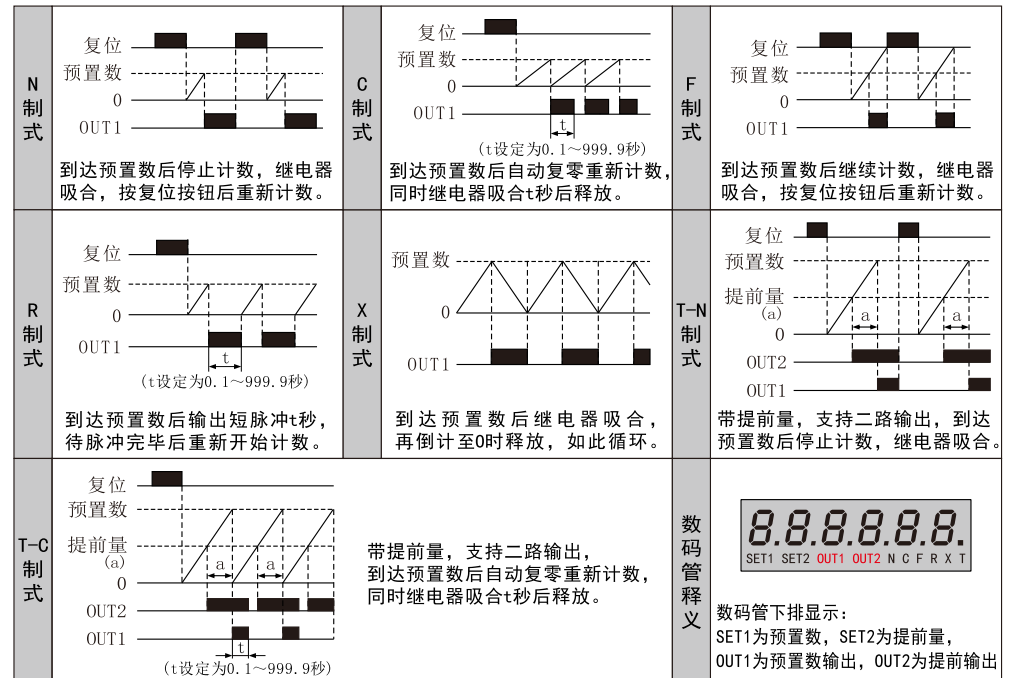 N
制
式
复位
预置数
0
OUT1
到达预置数后停止计数，继电器
吸合，按复位按钮后重新计数。
C
制
式
复位
预置数
0
OUT1
t
(t设定为0.1～999.9秒)
到达预置数后自动复零重新计数，
同时继电器吸合t秒后释放。
F
制
式
复位
预置数
0
OUT1
到达预置数后继续计数，继电器
吸合，按复位按钮后重新计数。
R
制
式
复位
预置数
0
OUT1
t
(t设定为0.1～999.9秒)
到达预置数后输出短脉冲t秒，
待脉冲完毕后重新开始计数。
X
制
式
预置数
0
OUT1
到达预置数后继电器吸合，
再倒计至0时释放，如此循环。
T-N
制
式
复位
预置数
提前量
(a)
0
a a
OUT2
OUT1
带提前量，支持二路输出，到达
预置数后停止计数，继电器吸合。
T-C
制
式
复位
预置数
提前量
(a)
0
a a
OUT2
OUT1
t
(t设定为0.1～999.9秒)
带提前量，支持二路输出，
到达预置数后自动复零重新计数，
同时继电器吸合t秒后释放。
数
码
管
释
义
8.8.8.8.8.8.
SET1 SET2 OUT1 OUT2 N C F R X T
数码管下排显示：
SET1为预置数，SET2为提前量，
OUT1为预置数输出，OUT2为提前输出